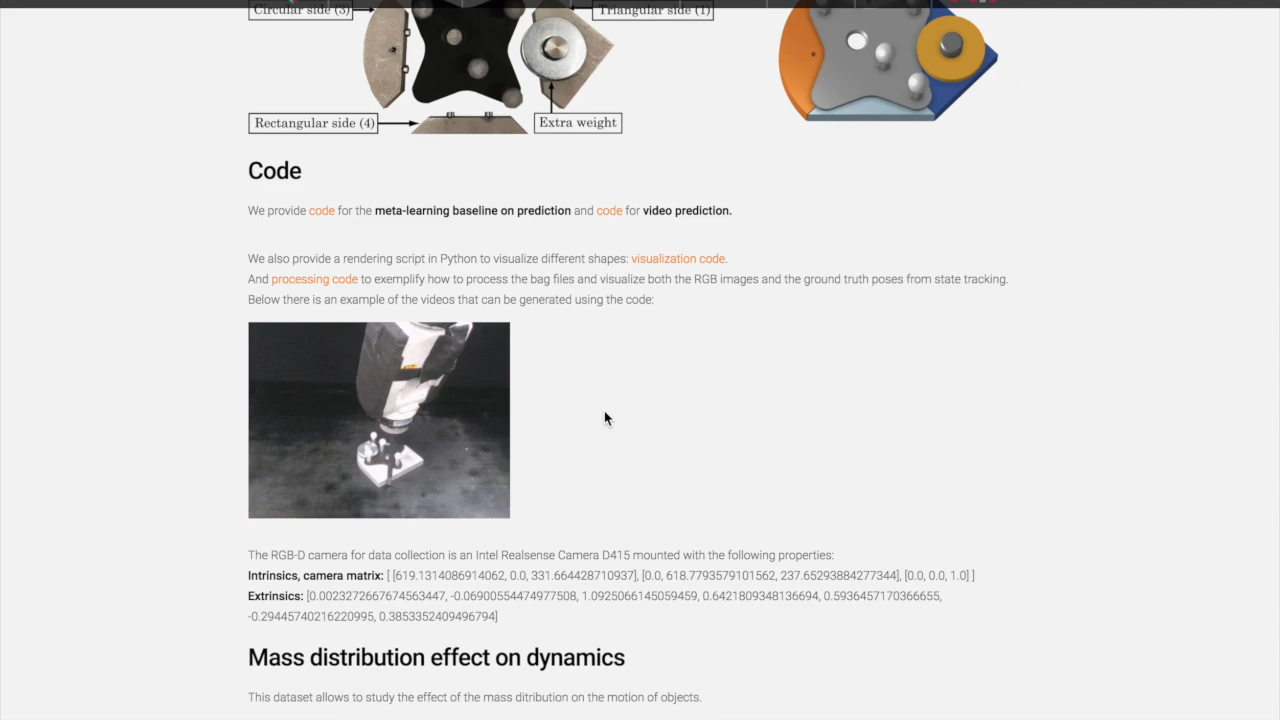 Circular side (3)
Triangular side (1)
Rectangular side (4)
Extra weight
Code
We provide code for the meta-learning baseline on prediction and code for video prediction.
We also provide a rendering script in Python to visualize different shapes: visualization code.
And processing code to exemplify how to process the bag files and visualize both the RGB images and the ground truth poses from state tracking.
Below there is an example of the videos that can be generated using the code:
The RGB-D camera for data collection is an Intel Realsense Camera D415 mounted with the following properties:
Intrinsics, camera matrix: [ [619.1314086914062, 0.0, 331.664428710937], [0.0, 618.7793579101562, 237.65293884277344], [0.0, 0.0, 1.0] ]
Extrinsics: [0.0023272667674563447, -0.06900554474977508, 1.0925066145059459, 0.6421809348136694, 0.5936457170366655,
-0.29445740216220995, 0.3853352409496794]
Mass distribution effect on dynamics
This dataset allows to study the effect of the mass ditribution on the motion of objects.